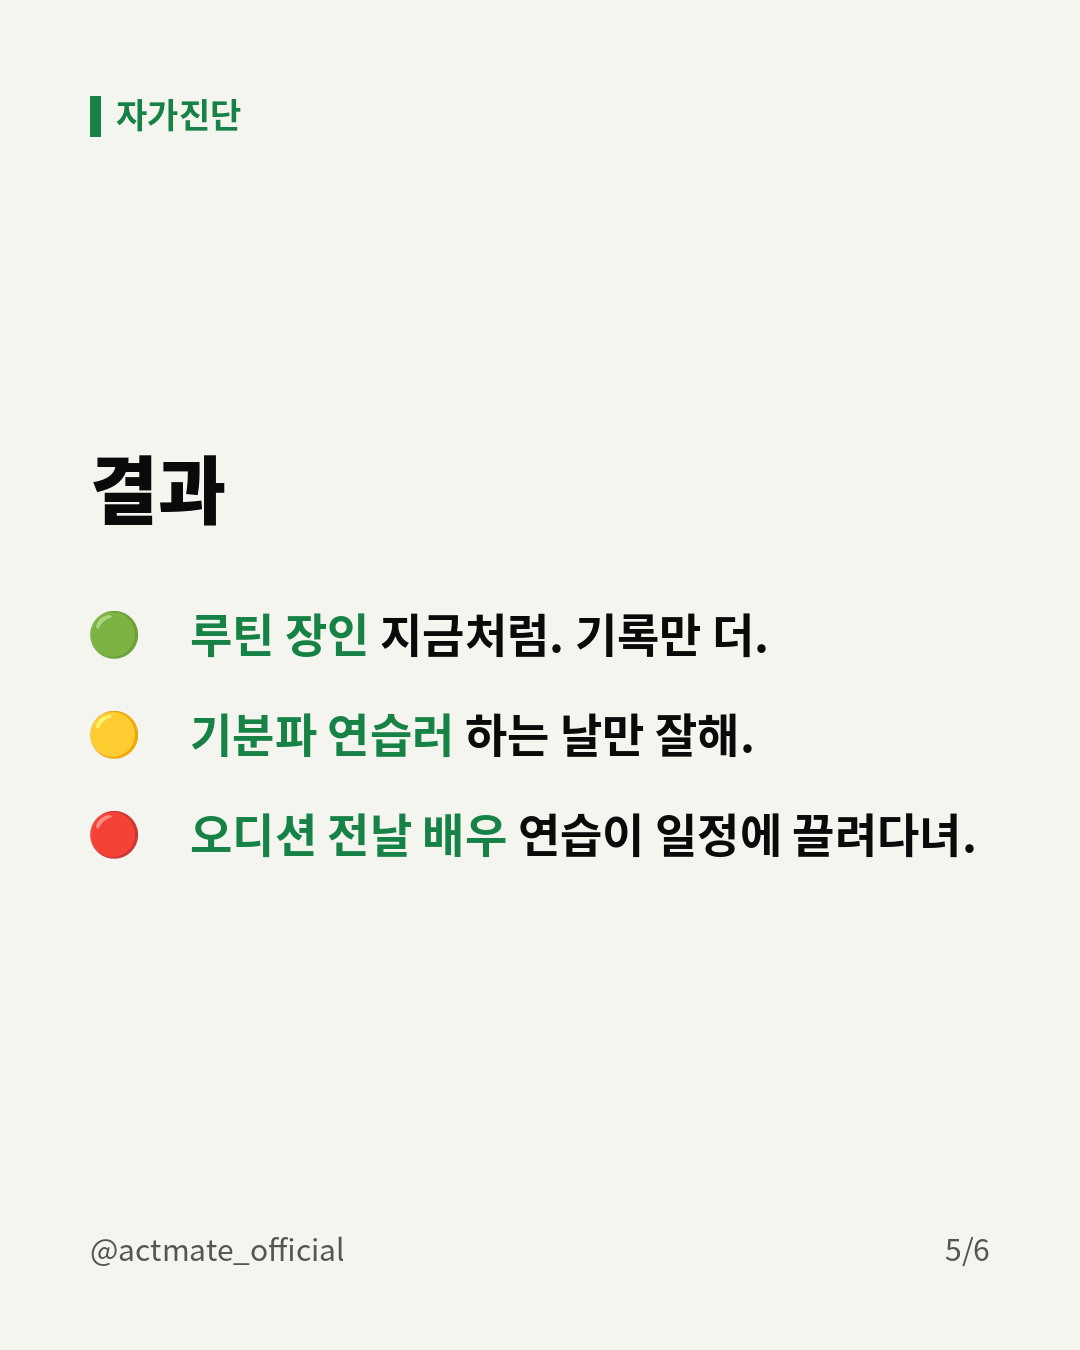 자가진단
결과
루틴 장인 지금처럼. 기록만 더.
기분파 연습러 하는 날만 잘해.
오디션 전날 배우 연습이 일정에 끌려다녀.
@actmate_official
5/6